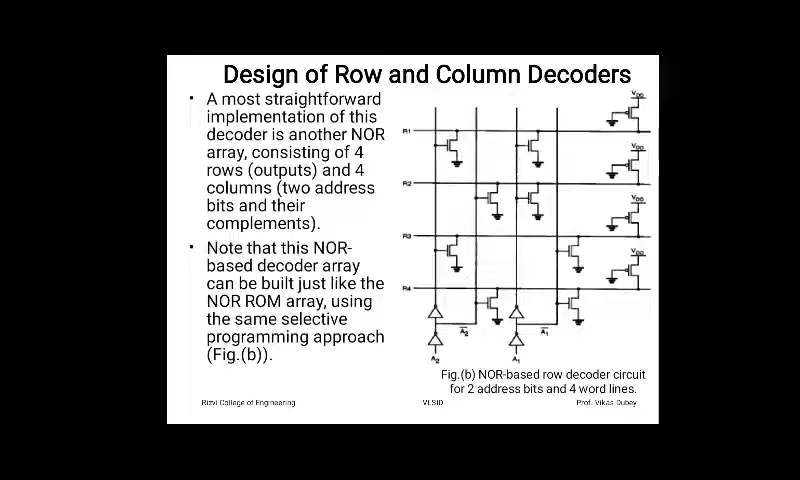 Design of Row and Column Decoders
• A most straightforward
implementation of this
decoder is another NOR
array, consisting of 4
rows (outputs) and 4
columns (two address
bits and their
complements).
• Note that this NOR-
based decoder array
can be built just like the
NOR ROM array, using
the same selective
programming approach
(Fig.(b)).
VDD
R1
VDD
R2
VDD
R3
VDD
R4
A̅2
A̅1
A2
A1
Fig.(b) NOR-based row decoder circuit
for 2 address bits and 4 word lines.
Rizvi College of Engineering
VLSID
Prof. Vikas Dubey